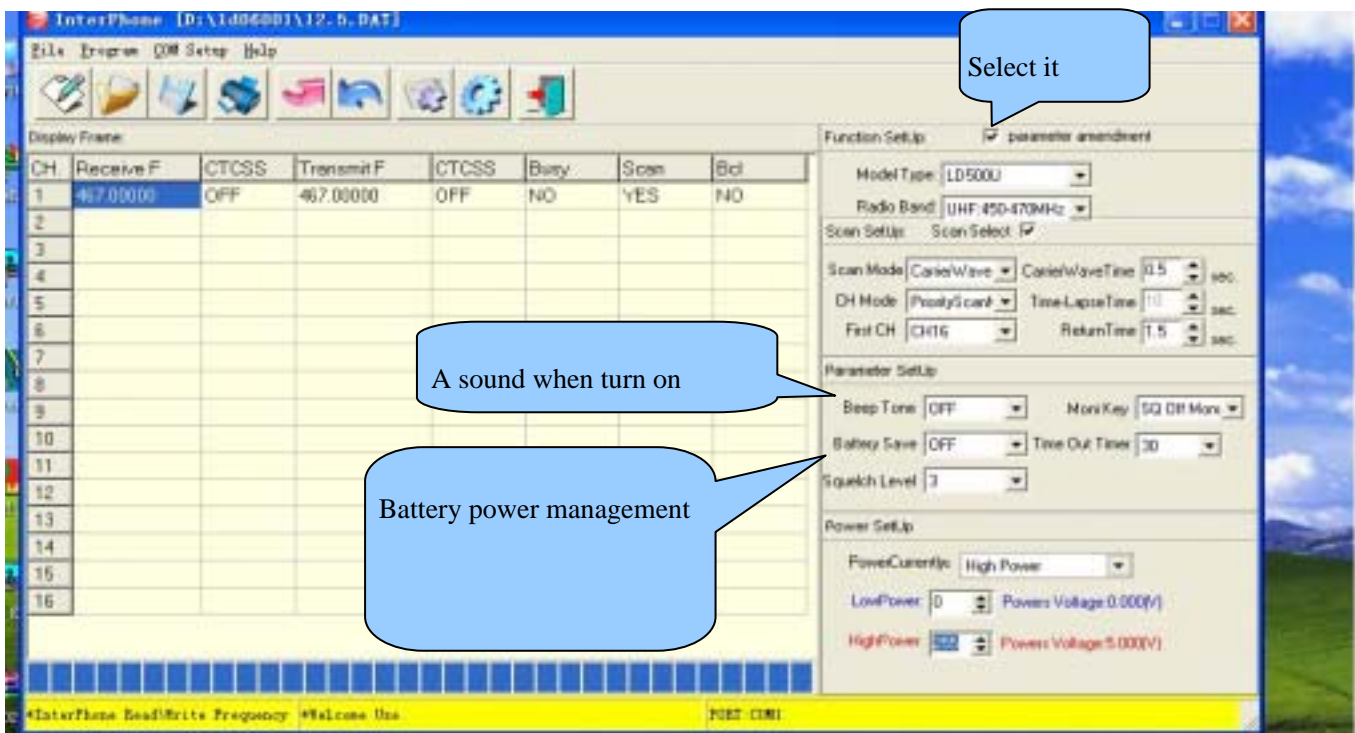 InterPhone [D:\1d06001\12.5.DAT]
File Program COM Setup Help
Select it
Display Frame
CH. Receive F CTCSS Transmit F CTCSS Busy Scan Bcl
1 467.00000 OFF 467.00000 OFF NO YES NO
2
3
4
5
6
7
8
9
10
11
12
13
14
15
16
A sound when turn on
Battery power management
Function SetUp parameter amendment
Model Type: LD500U
Radio Band: UHF:450-470MHz
Scan SetUp: Scan Select
Scan Mode CarrierWave CarrierWaveTime 0.5 sec.
CH Mode Time-LapseTime 10 sec.
First CH CH16 ReturnTime 1.5 sec.
Parameter SetUp
Beep Tone OFF Moni Key SQ Off Moni
Battery Save OFF Time Out Timer 30
Squelch Level 3
Power SetUp
PowerCurrently: High Power
LowPower: 0 Powers Voltage:0.000(V)
HighPower: 255 Powers Voltage:5.000(V)
*InterPhone Read\Write Frequency *Welcome Use PORT:COM1